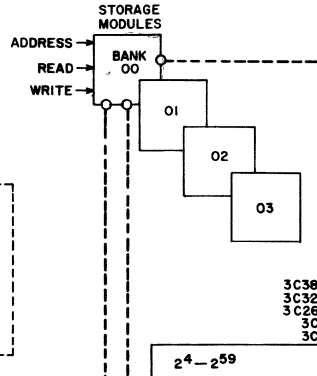 STORAGE
MODULES
ADDRESS
READ
WRITE
BANK
00
01
02
03
3C38
3C32
3C26
3C
3C
2⁴—2⁵⁹